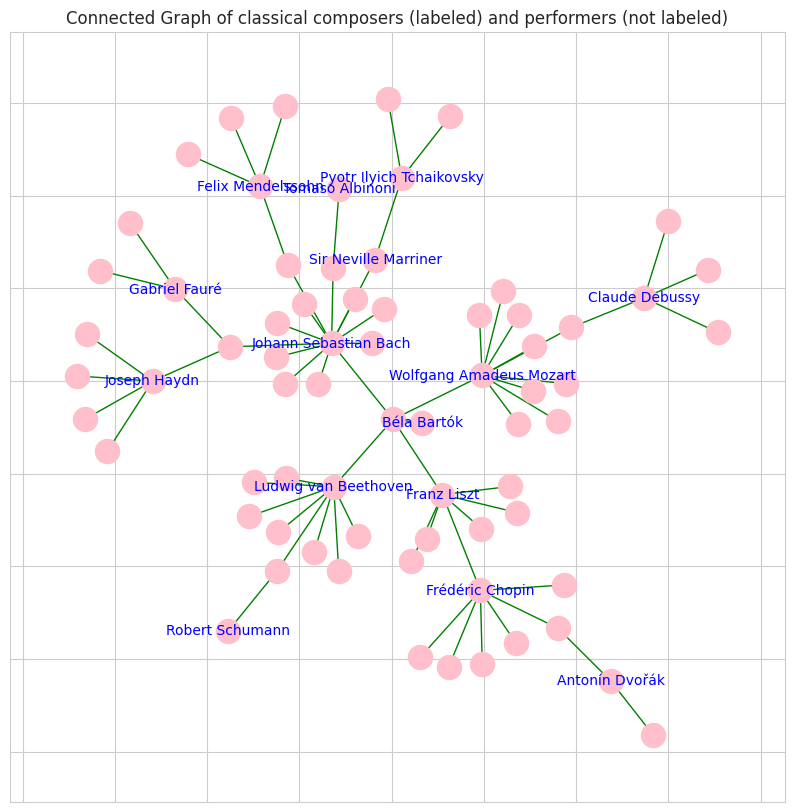 Connected Graph of classical composers (labeled) and performers (not labeled)
Pyotr Ilyich Tchaikovsky
Felix Mendelssohn
Tomaso Albinoni
Sir Neville Marriner
Gabriel Fauré
Claude Debussy
Johann Sebastian Bach
Wolfgang Amadeus Mozart
Joseph Haydn
Béla Bartók
Ludwig van Beethoven
Franz Liszt
Frédéric Chopin
Robert Schumann
Antonín Dvořák